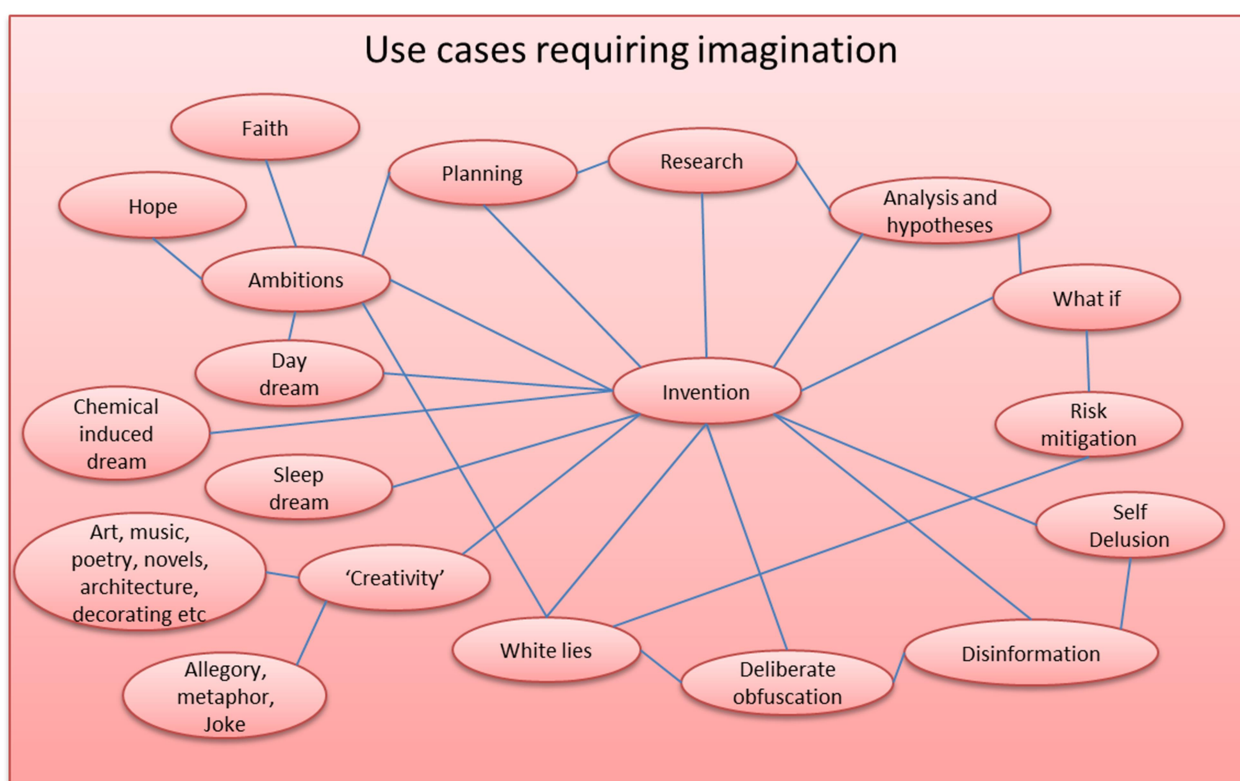 Use cases requiring imagination
Faith
Planning
Research
Hope
Analysis and
hypotheses
Ambitions
What if
Day
dream
Invention
Chemical
induced
dream
Risk
mitigation
Sleep
dream
Self
Delusion
Art, music,
poetry, novels,
architecture,
decorating etc
‘Creativity’
White lies
Disinformation
Deliberate
obfuscation
Allegory,
metaphor,
Joke